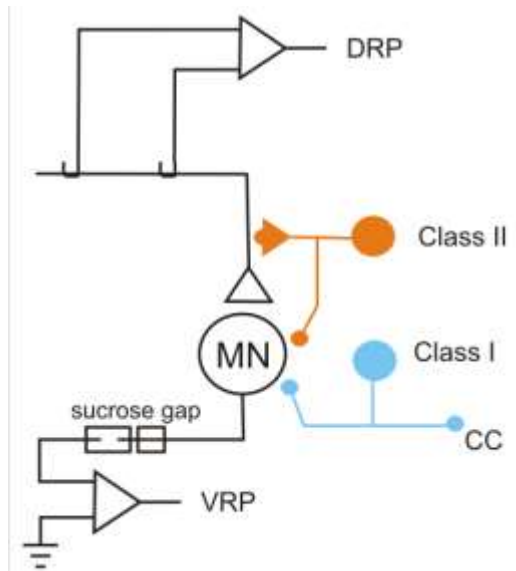 DRP
Class II
MN
Class I
sucrose gap
CC
VRP